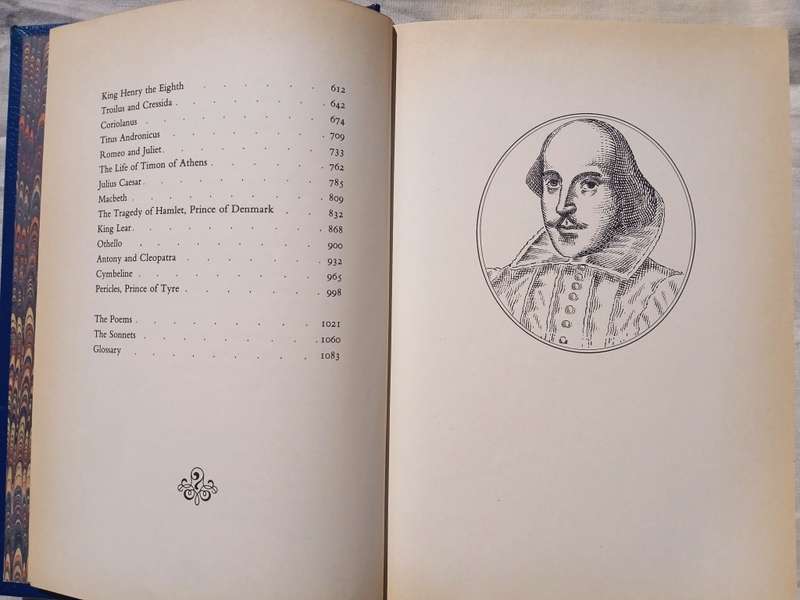 King Henry the Eighth . . . . . 612
Troilus and Cressida . . . . . 642
Coriolanus . . . . . . 674
Titus Andronicus . . . . . 709
Romeo and Juliet . . . . . 733
The Life of Timon of Athens . . . . 762
Julius Caesar . . . . . . 785
Macbeth . . . . . . 809
The Tragedy of Hamlet, Prince of Denmark . . 832
King Lear . . . . . . 868
Othello . . . . . . 900
Antony and Cleopatra . . . . . 932
Cymbeline . . . . . . 965
Pericles, Prince of Tyre . . . . . 998
The Poems . . . . . . 1021
The Sonnets . . . . . . 1060
Glossary . . . . . . 1083